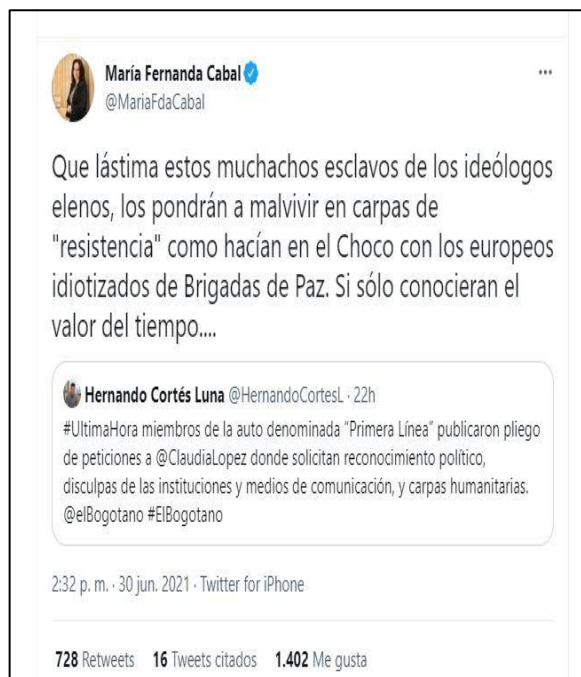 María Fernanda Cabal
@MariaFdaCabal
Que lástima estos muchachos esclavos de los ideólogos
elenos, los pondrán a malvivir en carpas de
"resistencia" como hacían en el Choco con los europeos
idiotizados de Brigadas de Paz. Si sólo conocieran el
valor del tiempo....
Hernando Cortés Luna @HernandoCortesL · 22h
#UltimaHora miembros de la auto denominada “Primera Línea” publicaron pliego
de peticiones a @ClaudiaLopez donde solicitan reconocimiento político,
disculpas de las instituciones y medios de comunicación, y carpas humanitarias.
@elBogotano #ElBogotano
2:32 p. m. · 30 jun. 2021 · Twitter for iPhone
728 Retweets 16 Tweets citados 1.402 Me gusta